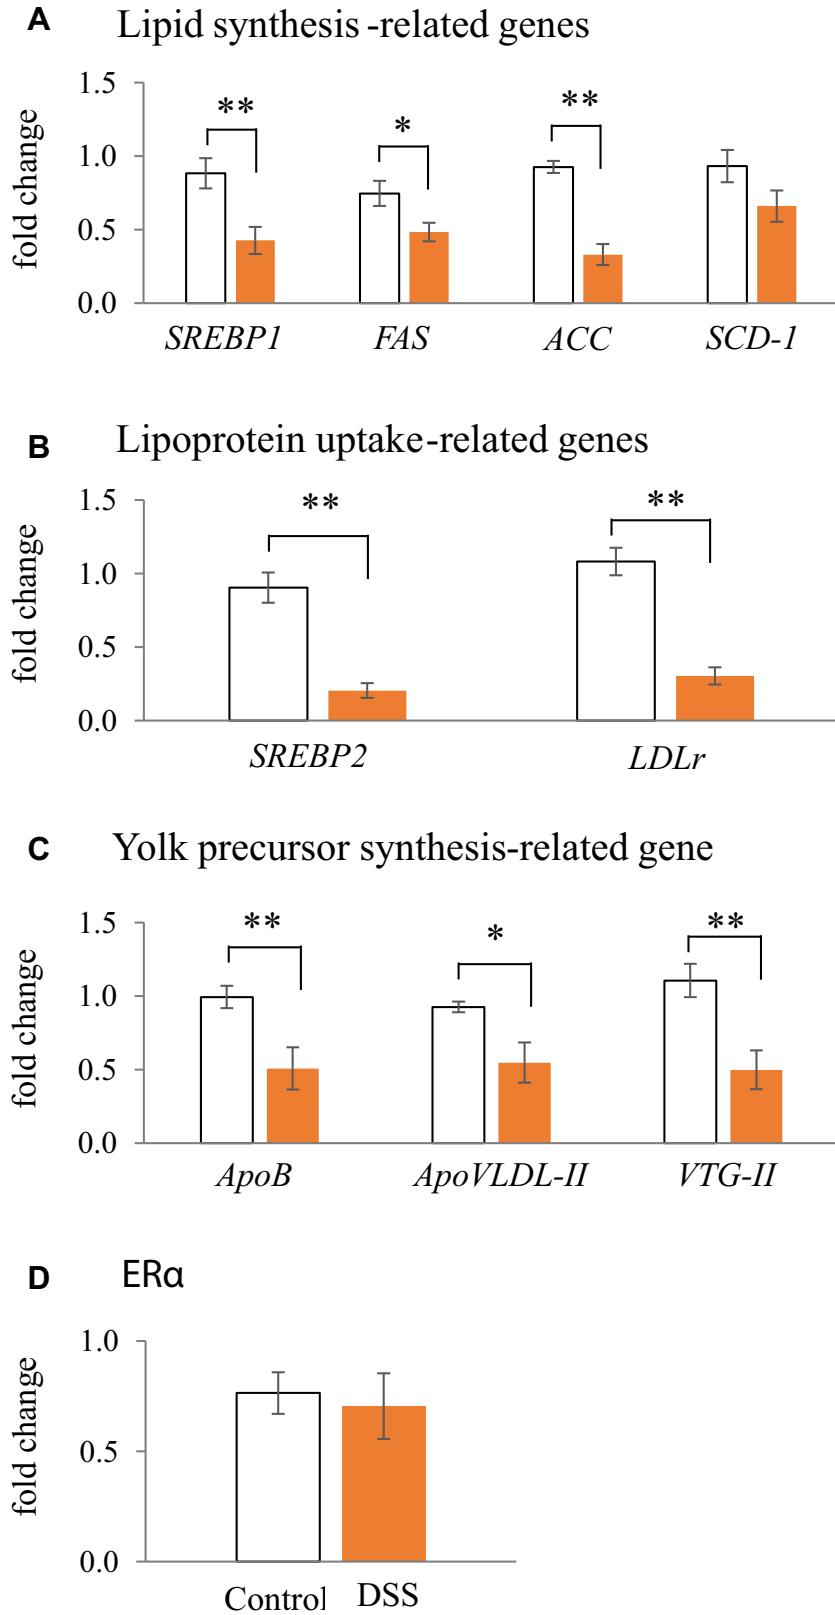 A Lipid synthesis -related genes
1.5
** * **
1.0
0.5
0.0
fold change
SREBP1 FAS ACC SCD-1
B Lipoprotein uptake-related genes
1.5
** **
1.0
0.5
0.0
fold change
SREBP2 LDLr
C Yolk precursor synthesis-related gene
1.5
** * **
1.0
0.5
0.0
fold change
ApoB ApoVLDL-II VTG-II
D ERα
1.0
0.5
0.0
fold change
Control DSS